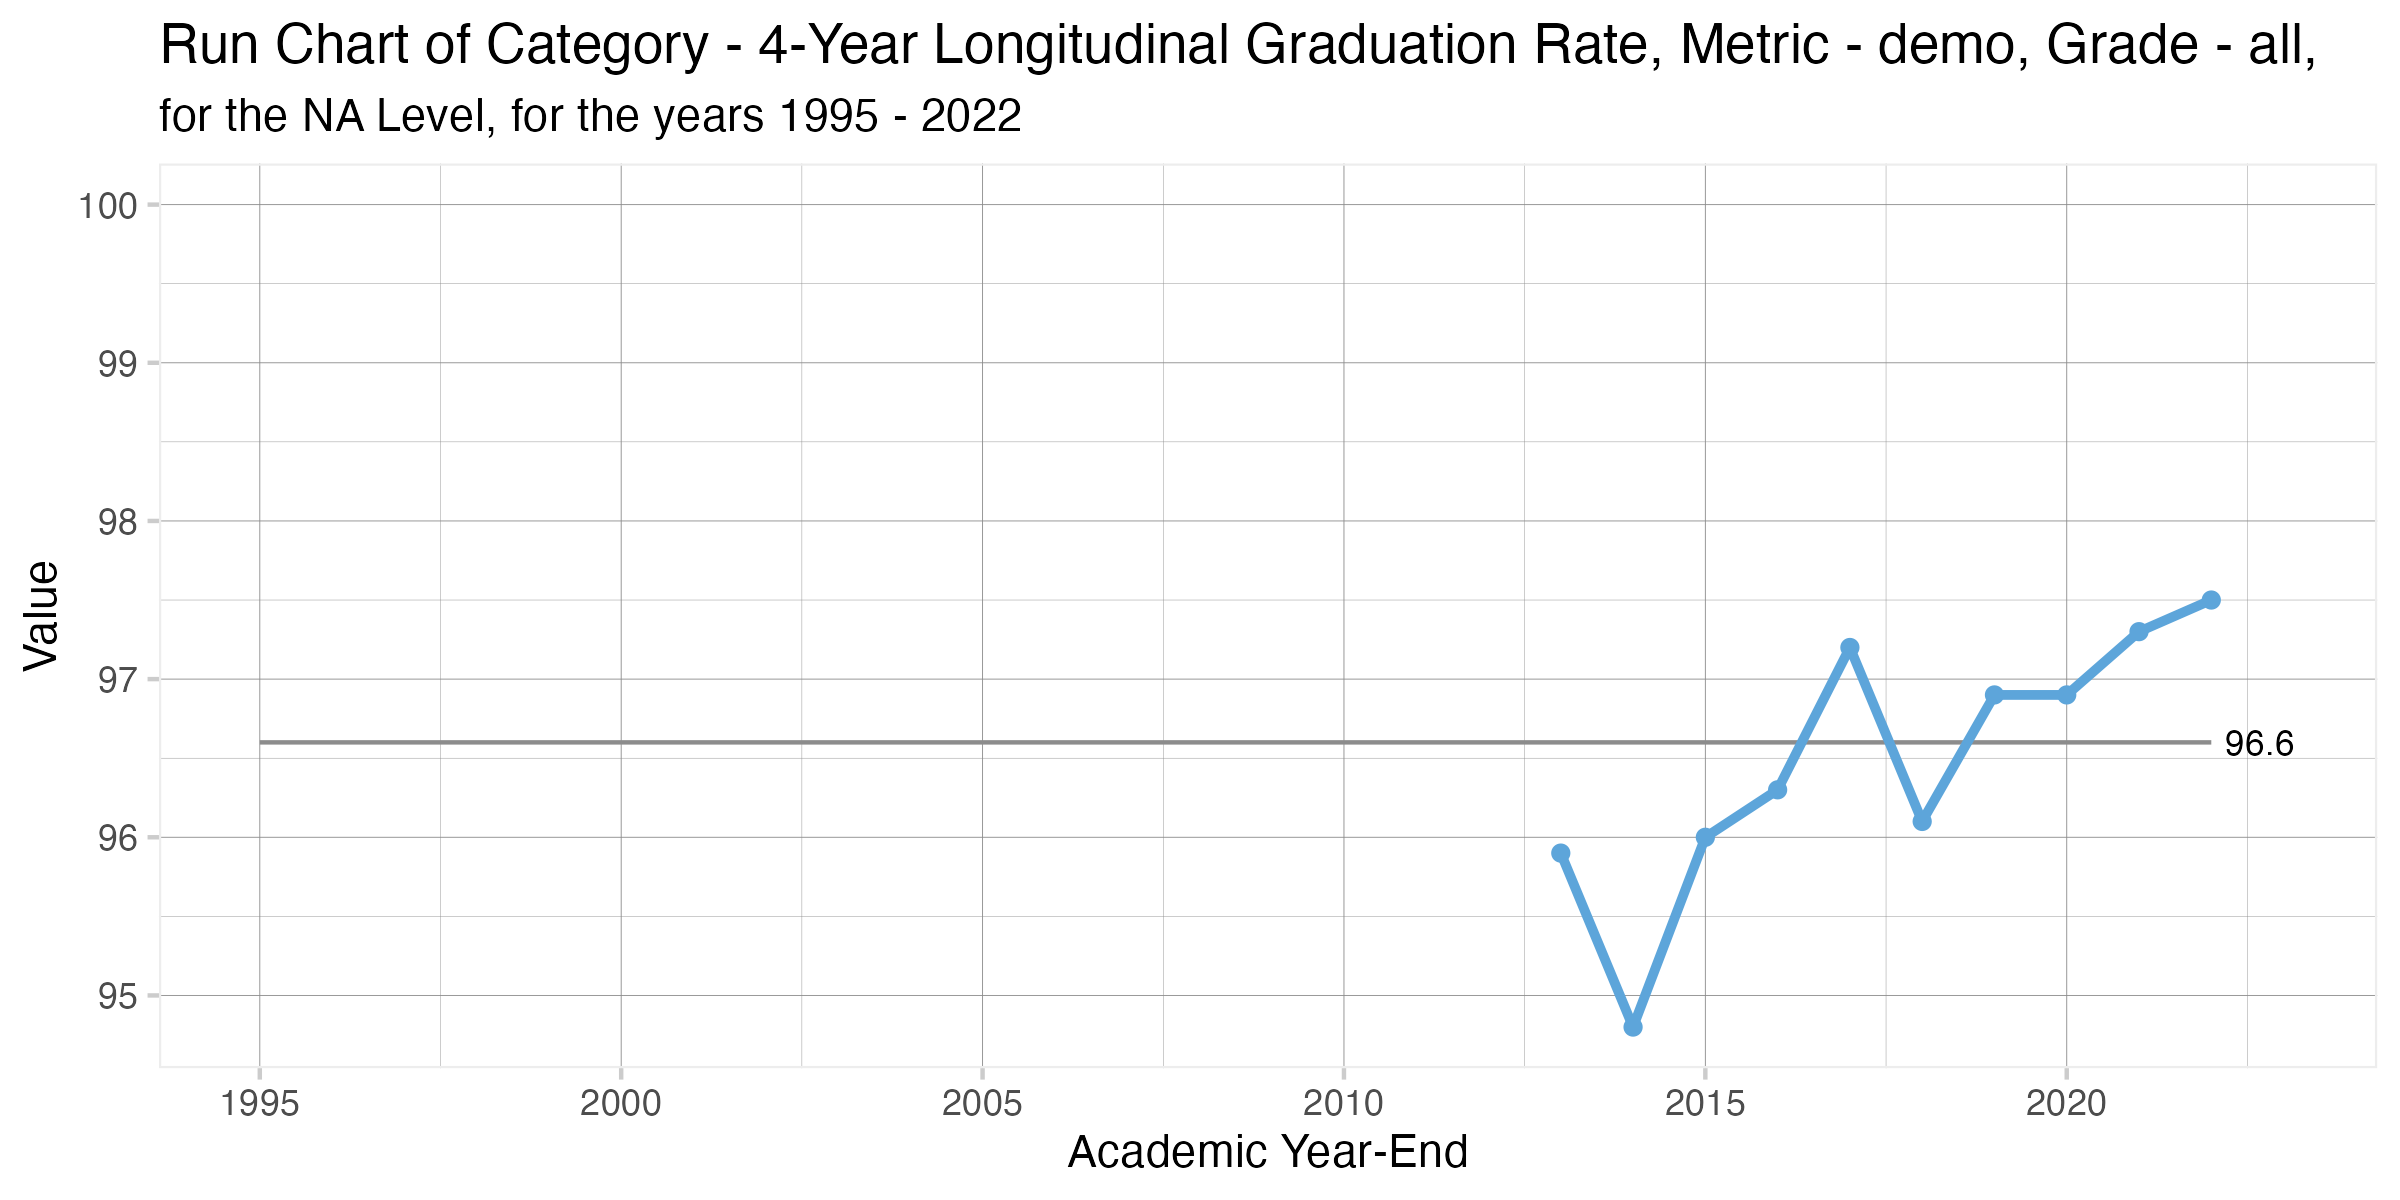 Run Chart of Category - 4-Year Longitudinal Graduation Rate, Metric - demo, Grade - all,
for the NA Level, for the years 1995 - 2022
100
99
98
97
96
95
Value
96.6
1995 2000 2005 2010 2015 2020
Academic Year-End